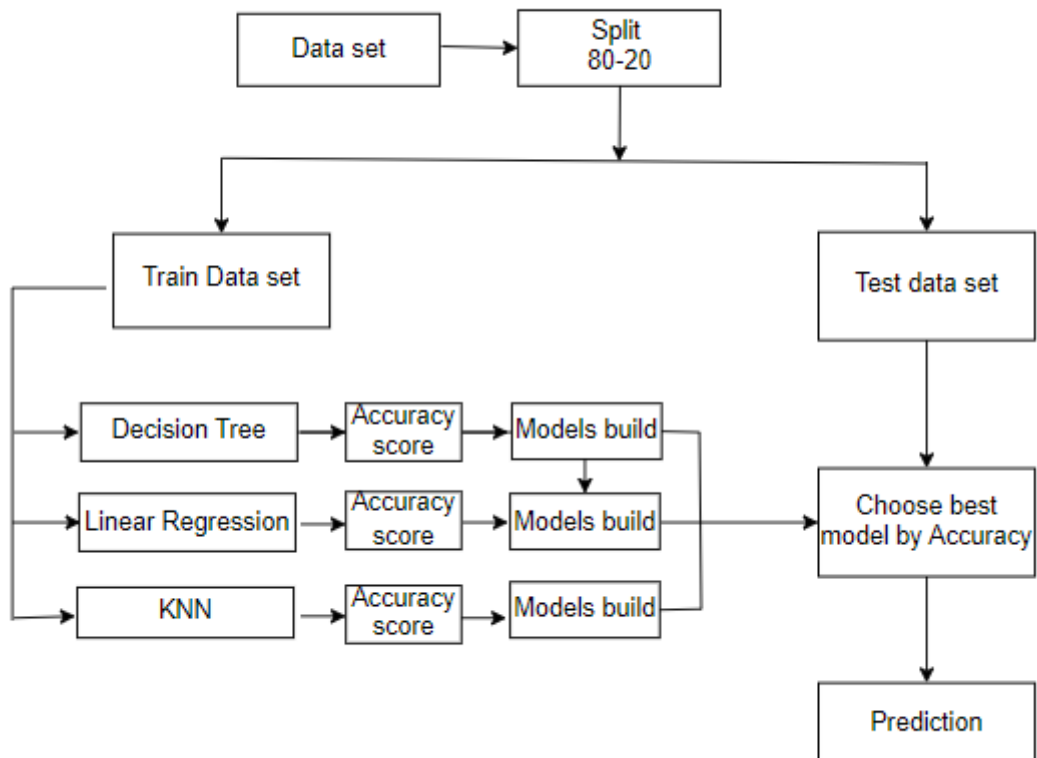 Data set
Split
80-20
Train Data set
Test data set
Decision Tree
Accuracy
score
Models build
Linear Regression
Accuracy
score
Models build
Choose best
model by Accuracy
KNN
Accuracy
score
Models build
Prediction